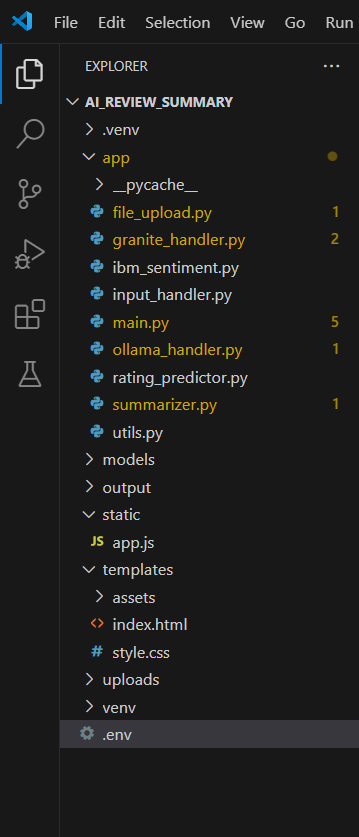 File Edit Selection View Go Run
EXPLORER ...
AI_REVIEW_SUMMARY
.venv
app
__pycache__
file_upload.py 1
granite_handler.py 2
ibm_sentiment.py
input_handler.py
main.py 5
ollama_handler.py 1
rating_predictor.py
summarizer.py 1
utils.py
models
output
static
JS app.js
templates
assets
<> index.html
# style.css
uploads
venv
.env